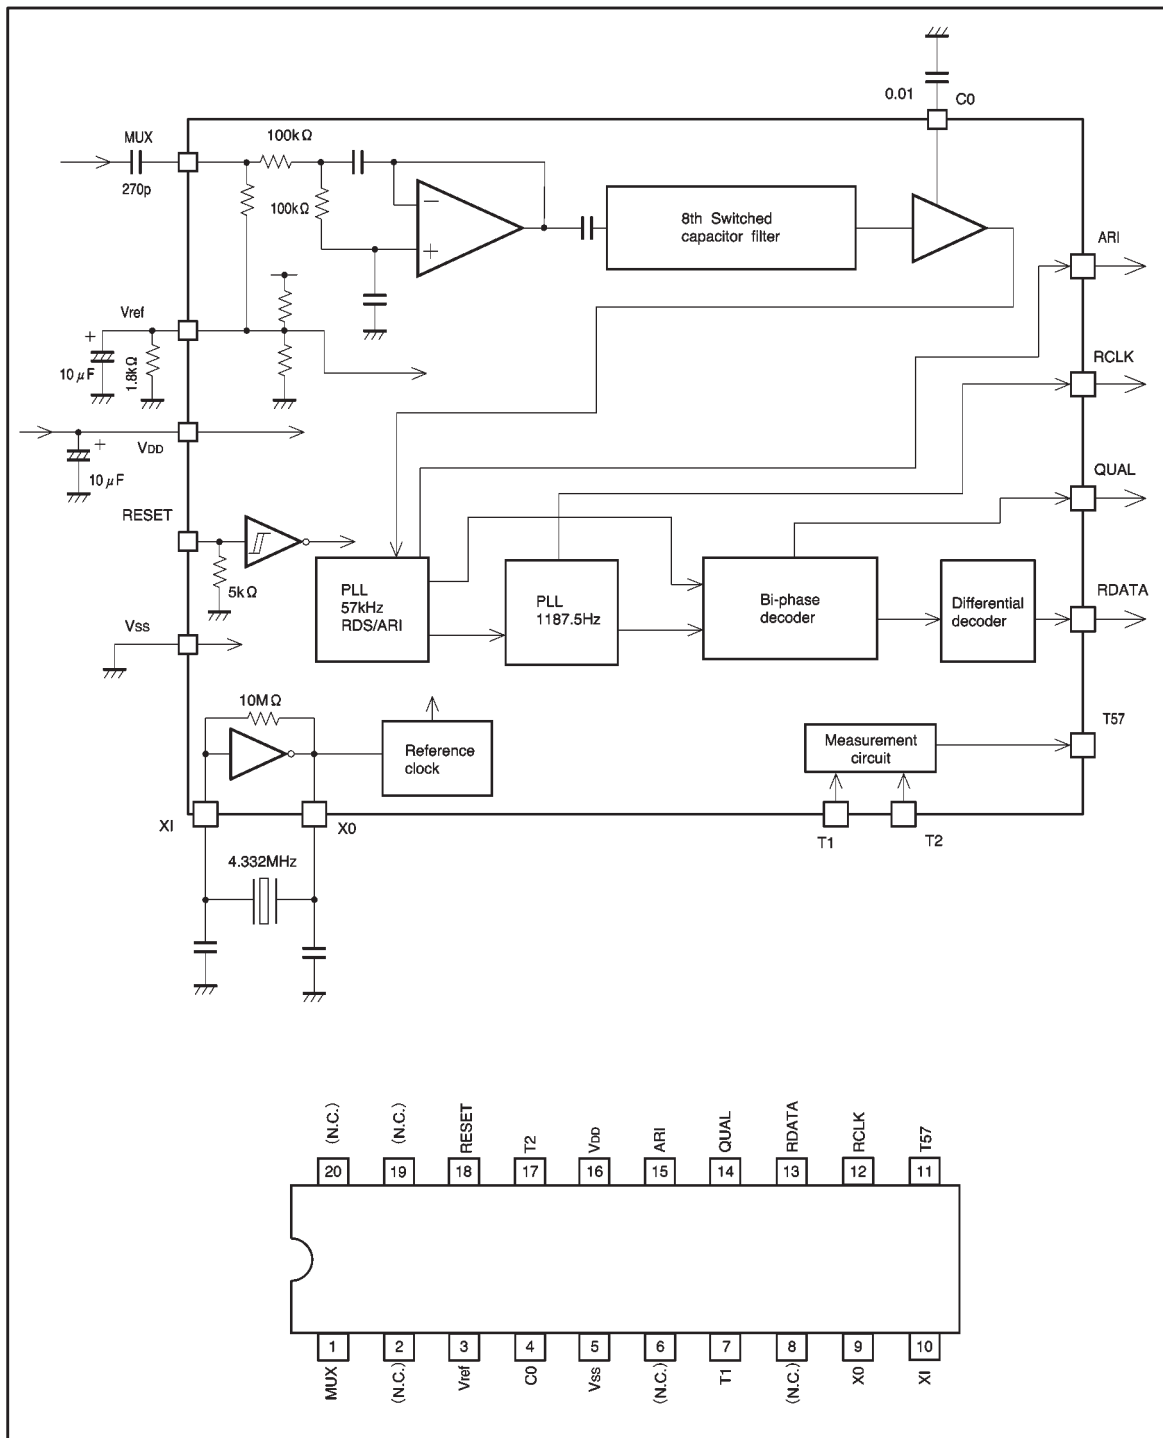 0.01
C0
MUX
270p
100kΩ
100kΩ
−
+
8th Switched
capacitor filter
ARI
Vref
+
10μF
1.8kΩ
RCLK
VDD
+
10μF
QUAL
RESET
5kΩ
PLL
57kHz
RDS/ARI
PLL
1187.5Hz
Bi-phase
decoder
Differential
decoder
RDATA
Vss
10MΩ
Reference
clock
Measurement
circuit
T57
XI
X0
T1
T2
4.332MHz
(N.C.)
(N.C.)
RESET
T2
VDD
ARI
QUAL
RDATA
RCLK
T57
20
19
18
17
16
15
14
13
12
11
1
2
3
4
5
6
7
8
9
10
MUX
(N.C.)
Vref
C0
Vss
(N.C.)
T1
(N.C.)
X0
XI